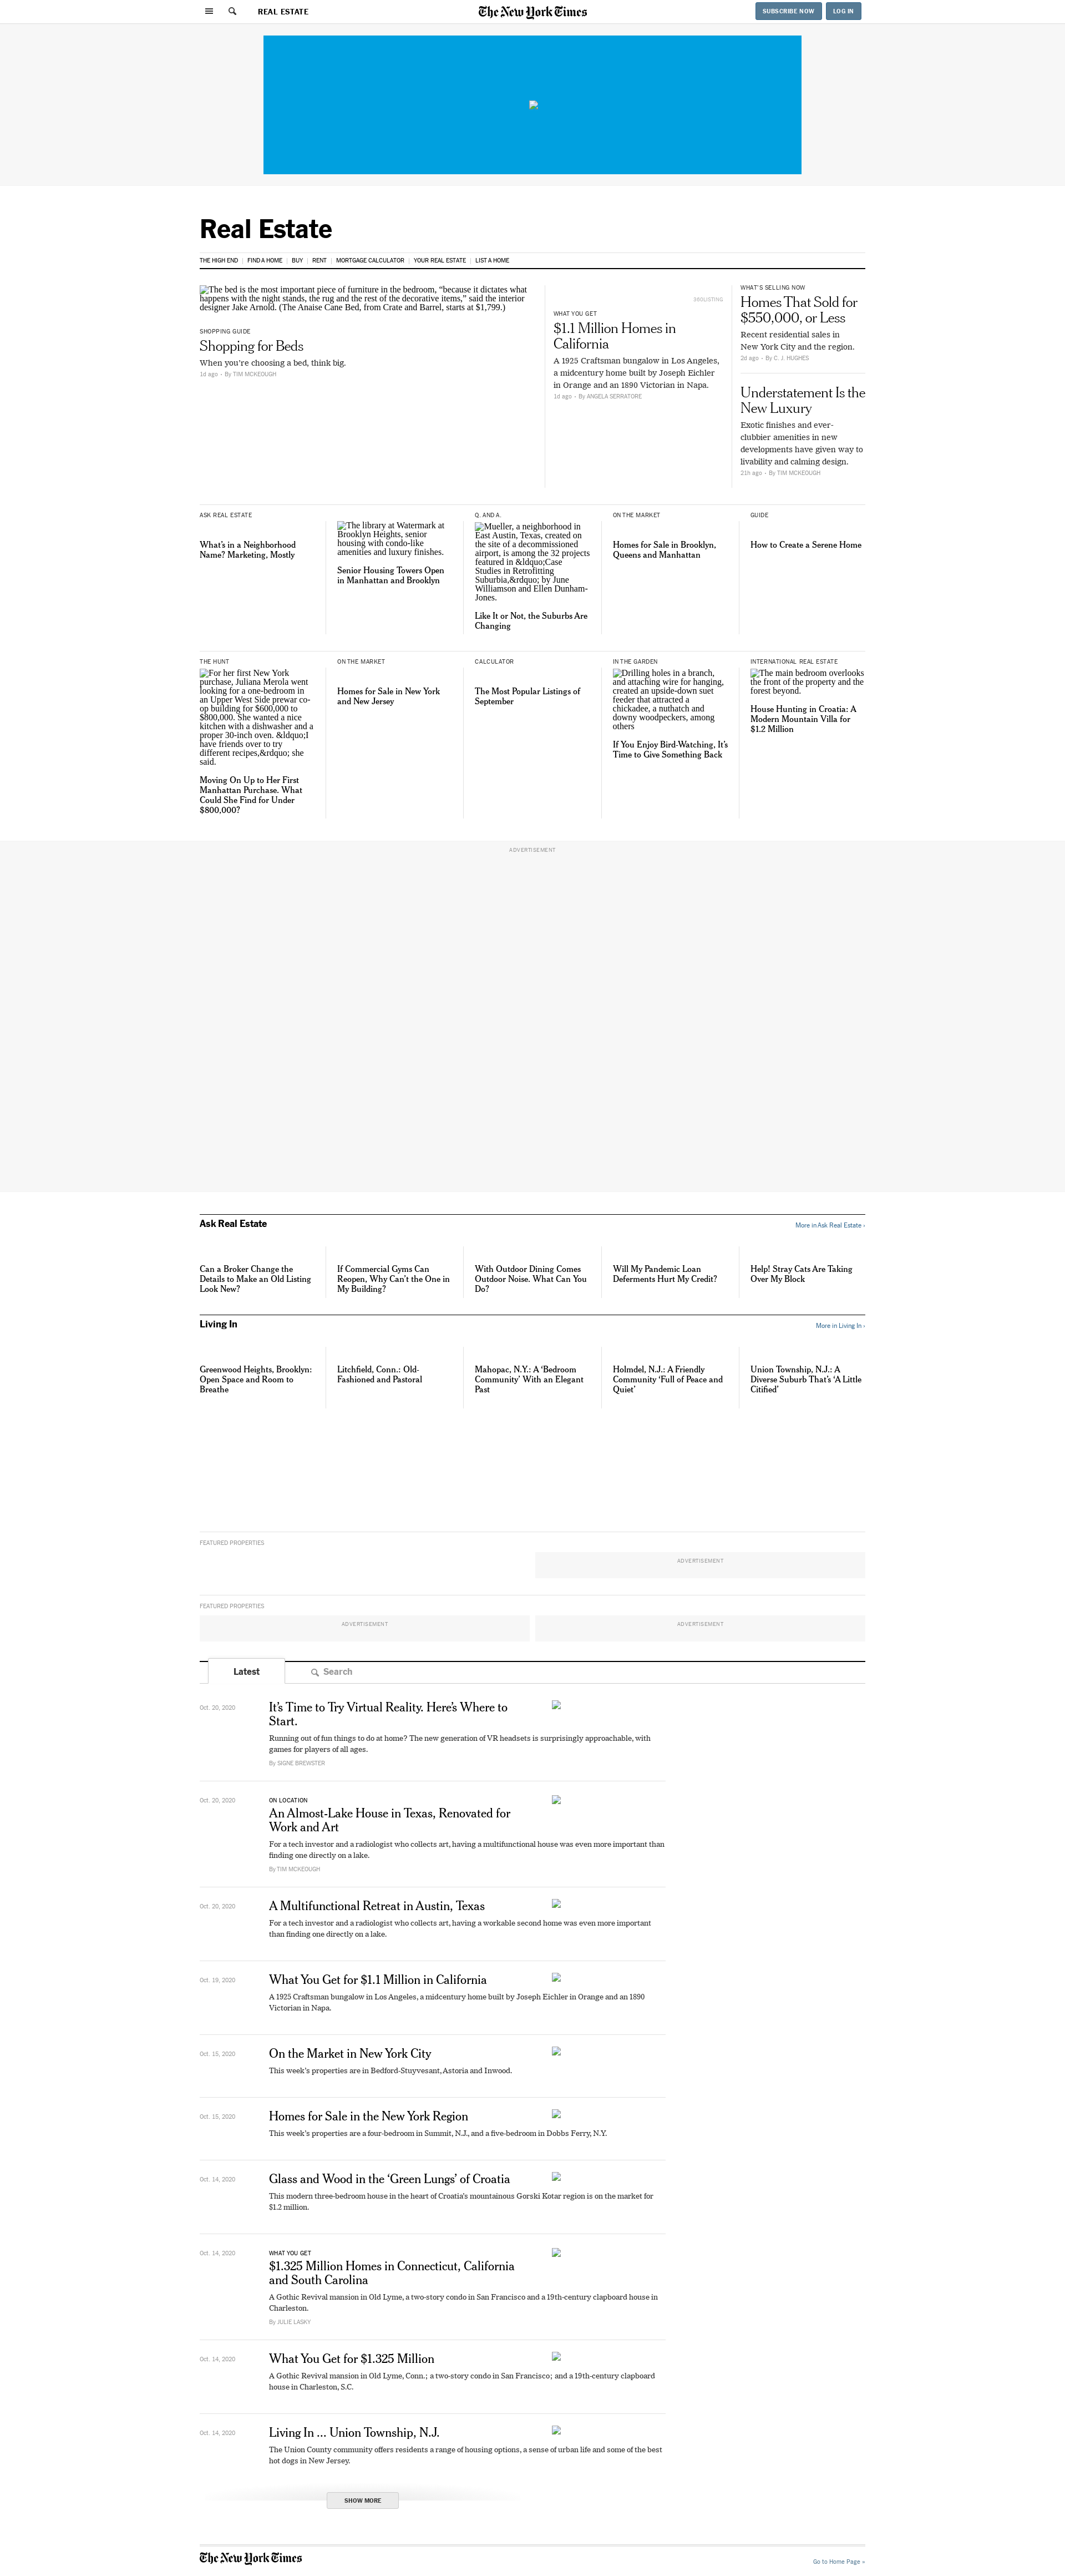 REAL ESTATE
The New York Times
SUBSCRIBE NOW
LOG IN
Real Estate
THE HIGH END
FIND A HOME
BUY
RENT
MORTGAGE CALCULATOR
YOUR REAL ESTATE
LIST A HOME
The bed is the most important piece of furniture in the bedroom, “because it dictates what
happens with the night stands, the rug and the rest of the decorative items,” said the interior
designer Jake Arnold. (The Anaise Cane Bed, from Crate and Barrel, starts at $1,799.)
SHOPPING GUIDE
Shopping for Beds
When you’re choosing a bed, think big.
1d ago - By TIM MCKEOUGH
8ROLISTING
WHAT YOU GET
$1.1 Million Homes in
California
A 1925 Craftsman bungalow in Los Angeles,
a midcentury home built by Joseph Eichler
in Orange and an 1890 Victorian in Napa.
1d ago - By ANGELA SERRATORE
WHAT’S SELLING NOW
Homes That Sold for
$550,000, or Less
Recent residential sales in
New York City and the region.
2d ago - By C. J. HUGHES
Understatement Is the
New Luxury
Exotic finishes and ever-
clubbier amenities in new
developments have given way to
livability and calming design.
21h ago - By TIM MCKEOUGH
ASK REAL ESTATE
What’s in a Neighborhood
Name? Marketing, Mostly
The library at Watermark at
Brooklyn Heights, senior
housing with condo-like
amenities and luxury finishes.
Senior Housing Towers Open
in Manhattan and Brooklyn
Q. AND A.
Mueller, a neighborhood in
East Austin, Texas, created on
the site of a decommissioned
airport, is among the 32 projects
featured in &ldquo;Case
Studies in Retrofitting
Suburbia,&rdquo; by June
Williamson and Ellen Dunham-
Jones.
Like It or Not, the Suburbs Are
Changing
ON THE MARKET
Homes for Sale in Brooklyn,
Queens and Manhattan
GUIDE
How to Create a Serene Home
THE HUNT
For her first New York
purchase, Juliana Merola went
looking for a one-bedroom in
an Upper West Side prewar co-
op building for $600,000 to
$800,000. She wanted a nice
kitchen with a dishwasher and a
proper 30-inch oven. &ldquo;I
have friends over to try
different recipes,&rdquo; she
said.
Moving On Up to Her First
Manhattan Purchase. What
Could She Find for Under
$800,000?
ON THE MARKET
Homes for Sale in New York
and New Jersey
CALCULATOR
The Most Popular Listings of
September
IN THE GARDEN
Drilling holes in a branch,
and attaching wire for hanging,
created an upside-down suet
feeder that attracted a
chickadee, a nuthatch and
downy woodpeckers, among
others
If You Enjoy Bird-Watching, It’s
Time to Give Something Back
INTERNATIONAL REAL ESTATE
The main bedroom overlooks
the front of the property and the
forest beyond.
House Hunting in Croatia: A
Modern Mountain Villa for
$1.2 Million
ADVERTISEMENT
Ask Real Estate
More in Ask Real Estate »
Can a Broker Change the
Details to Make an Old Listing
Look New?
If Commercial Gyms Can
Reopen, Why Can’t the One in
My Building?
With Outdoor Dining Comes
Outdoor Noise. What Can You
Do?
Will My Pandemic Loan
Deferments Hurt My Credit?
Help! Stray Cats Are Taking
Over My Block
Living In
More in Living In »
Greenwood Heights, Brooklyn:
Open Space and Room to
Breathe
Litchfield, Conn.: Old-
Fashioned and Pastoral
Mahopac, N.Y.: A ‘Bedroom
Community’ With an Elegant
Past
Holmdel, N.J.: A Friendly
Community ‘Full of Peace and
Quiet’
Union Township, N.J.: A
Diverse Suburb That’s ‘A Little
Citified’
FEATURED PROPERTIES
ADVERTISEMENT
FEATURED PROPERTIES
ADVERTISEMENT
ADVERTISEMENT
Latest
Search
Oct. 20, 2020
It’s Time to Try Virtual Reality. Here’s Where to
Start.
Running out of fun things to do at home? The new generation of VR headsets is surprisingly approachable, with
games for players of all ages.
By SIGNE BREWSTER
Oct. 20, 2020
ON LOCATION
An Almost-Lake House in Texas, Renovated for
Work and Art
For a tech investor and a radiologist who collects art, having a multifunctional house was even more important than
finding one directly on a lake.
By TIM MCKEOUGH
Oct. 20, 2020
A Multifunctional Retreat in Austin, Texas
For a tech investor and a radiologist who collects art, having a workable second home was even more important
than finding one directly on a lake.
Oct. 19, 2020
What You Get for $1.1 Million in California
A 1925 Craftsman bungalow in Los Angeles, a midcentury home built by Joseph Eichler in Orange and an 1890
Victorian in Napa.
Oct. 15, 2020
On the Market in New York City
This week’s properties are in Bedford-Stuyvesant, Astoria and Inwood.
Oct. 15, 2020
Homes for Sale in the New York Region
This week’s properties are a four-bedroom in Summit, N.J., and a five-bedroom in Dobbs Ferry, N.Y.
Oct. 14, 2020
Glass and Wood in the ‘Green Lungs’ of Croatia
This modern three-bedroom house in the heart of Croatia’s mountainous Gorski Kotar region is on the market for
$1.2 million.
Oct. 14, 2020
WHAT YOU GET
$1.325 Million Homes in Connecticut, California
and South Carolina
A Gothic Revival mansion in Old Lyme, a two-story condo in San Francisco and a 19th-century clapboard house in
Charleston.
By JULIE LASKY
Oct. 14, 2020
What You Get for $1.325 Million
A Gothic Revival mansion in Old Lyme, Conn.; a two-story condo in San Francisco; and a 19th-century clapboard
house in Charleston, S.C.
Oct. 14, 2020
Living In ... Union Township, N.J.
The Union County community offers residents a range of housing options, a sense of urban life and some of the best
hot dogs in New Jersey.
SHOW MORE
The New York Times
Go to Home Page »